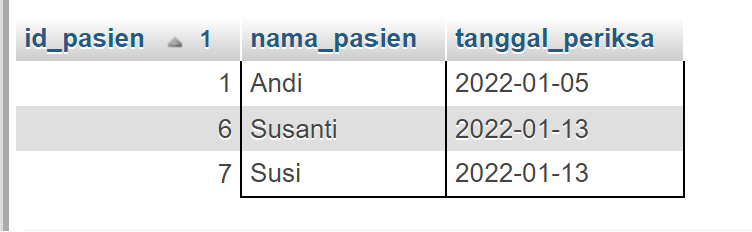 id_pasien 1 nama_pasien tanggal_periksa
1 Andi 2022-01-05
6 Susanti 2022-01-13
7 Susi 2022-01-13